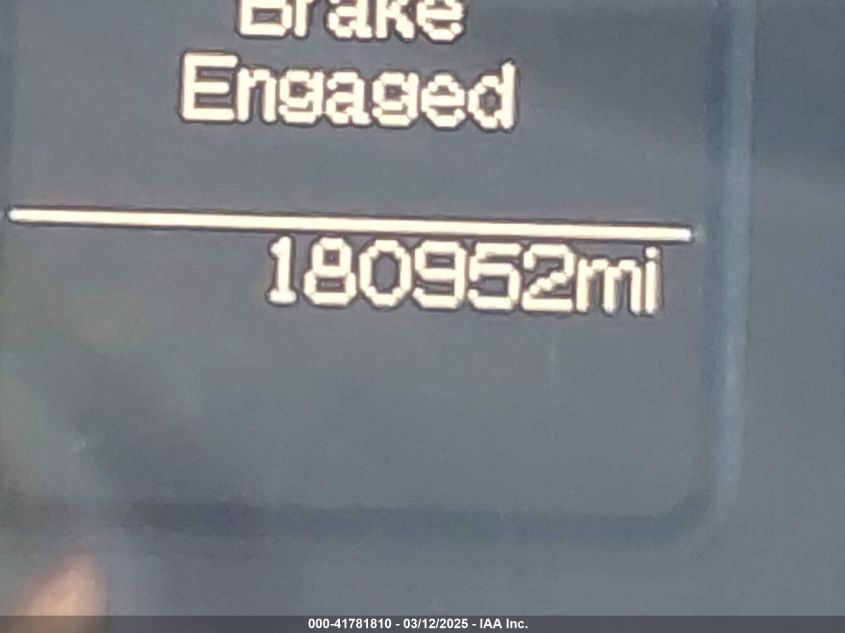 Brake
Engaged
180952mi
000-41781810 - 03/12/2025 - IAA Inc.